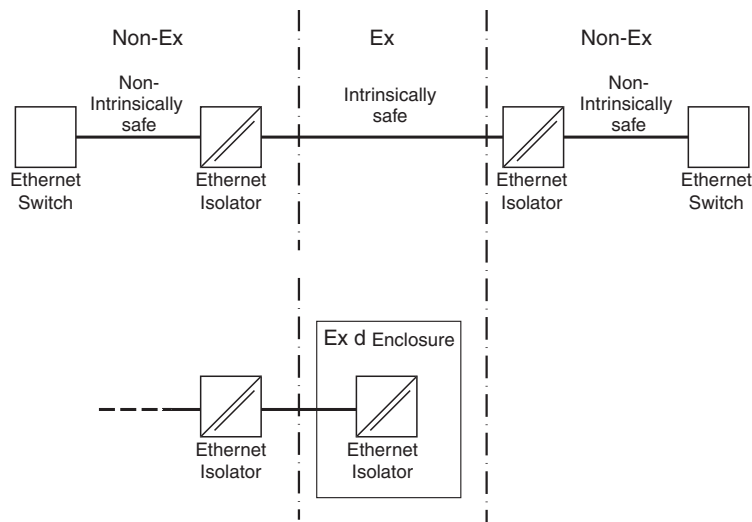 Non-Ex
Ex
Non-Ex
Non-
Intrinsically
safe
Intrinsically
safe
Non-
Intrinsically
safe
Ethernet
Switch
Ethernet
Isolator
Ethernet
Isolator
Ethernet
Switch
Ex d Enclosure
Ethernet
Isolator
Ethernet
Isolator